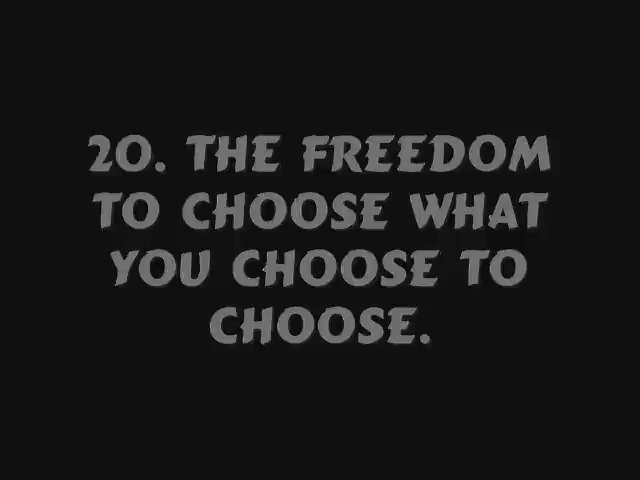 20. THE FREEDOM
TO CHOOSE WHAT
YOU CHOOSE TO
CHOOSE.